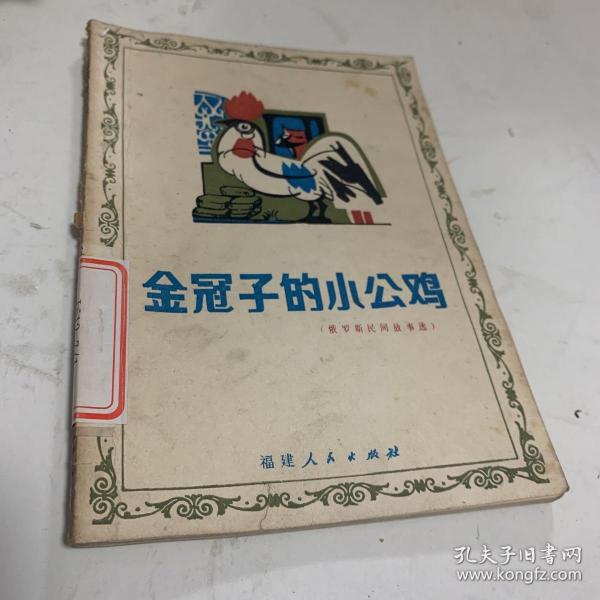 金冠子的小公鸡
（俄罗斯民间故事选）
福建人民出版社
孔夫子旧书网
www.kongfz.com